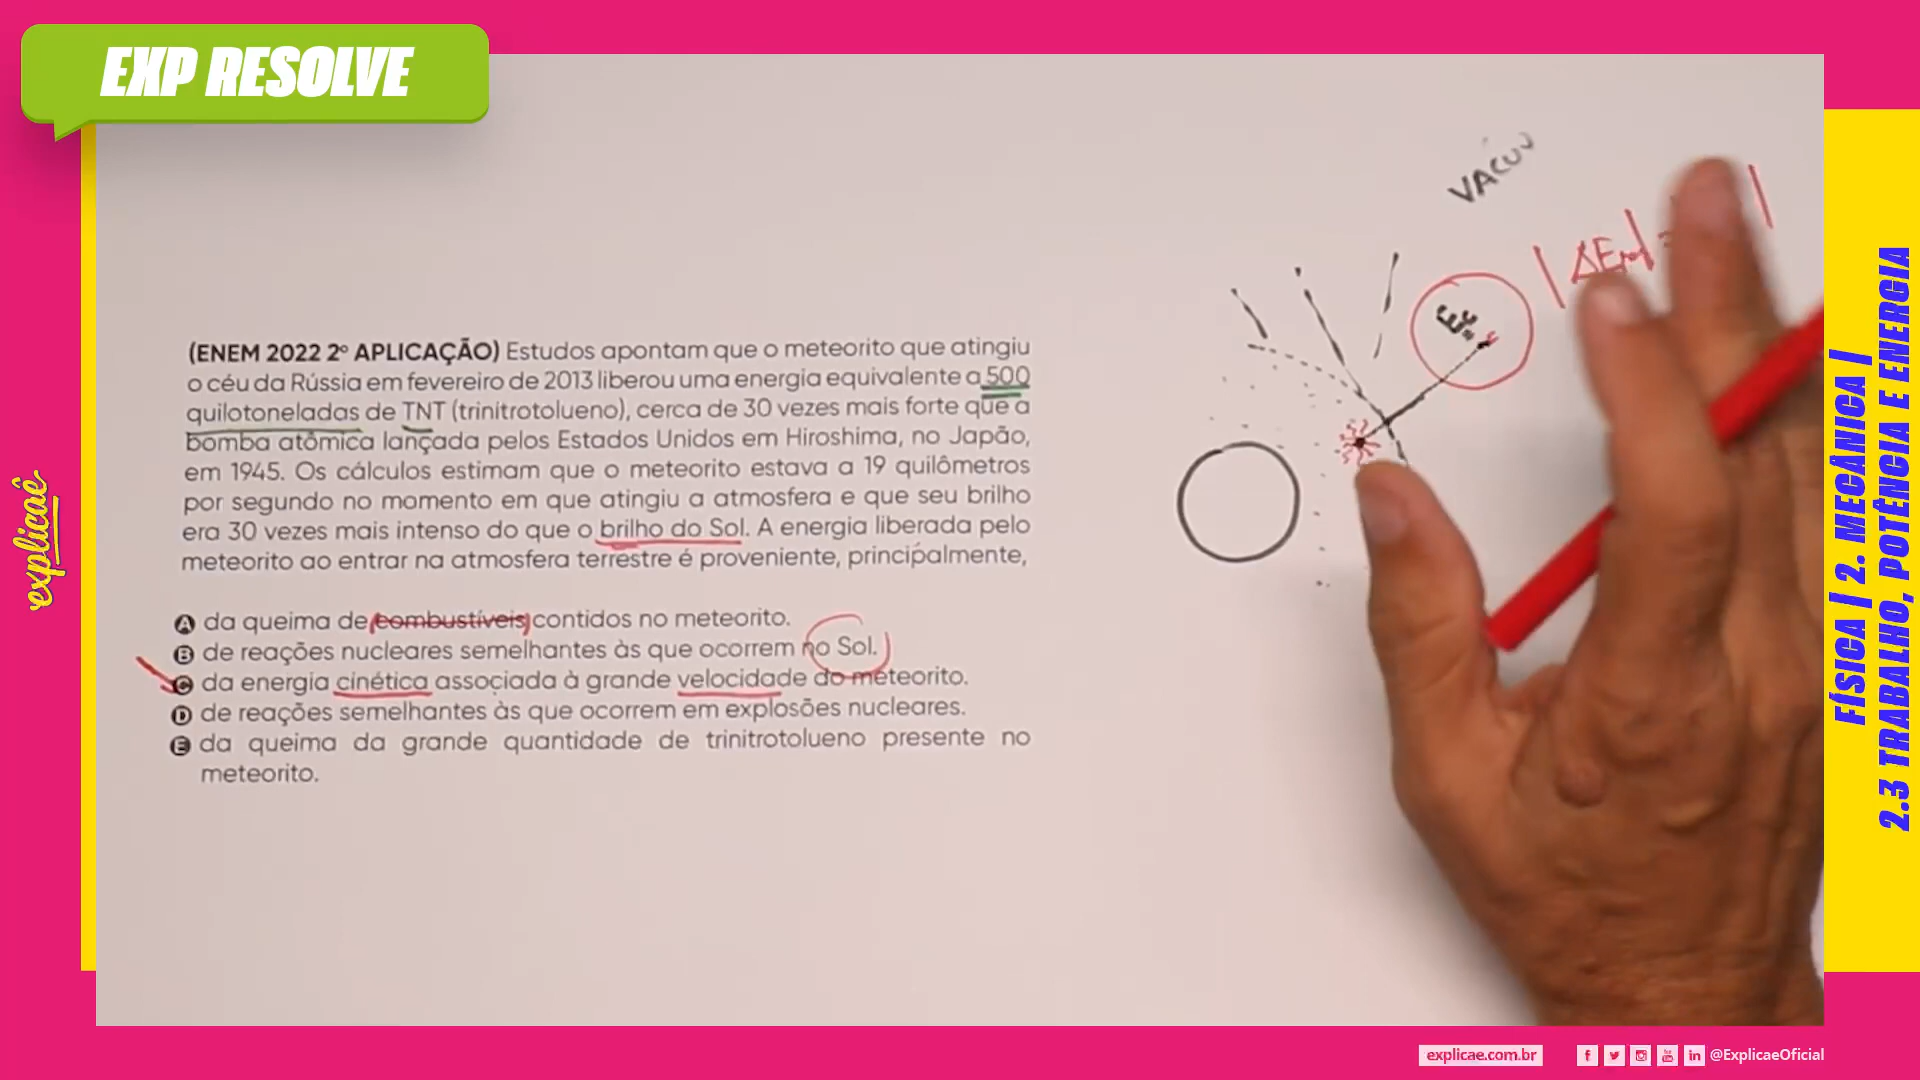 EXP RESOLVE
VÁCUO
|ΔEm|
(ENEM 2022 2º APLICAÇÃO) Estudos apontam que o meteorito que atingiu
o céu da Rússia em fevereiro de 2013 liberou uma energia equivalente a 500
quilotoneladas de TNT (trinitrotolueno), cerca de 30 vezes mais forte que a
bomba atômica lançada pelos Estados Unidos em Hiroshima, no Japão,
em 1945. Os cálculos estimam que o meteorito estava a 19 quilômetros
por segundo no momento em que atingiu a atmosfera e que seu brilho
era 30 vezes mais intenso do que o brilho do Sol. A energia liberada pelo
meteorito ao entrar na atmosfera terrestre é proveniente, principalmente,
A da queima de combustíveis contidos no meteorito.
B de reações nucleares semelhantes às que ocorrem no Sol.
C da energia cinética associada à grande velocidade do meteorito.
D de reações semelhantes às que ocorrem em explosões nucleares.
E da queima da grande quantidade de trinitrotolueno presente no
meteorito.
explicaê
FÍSICA | 2. MECÂNICA |
2.3 TRABALHO, POTÊNCIA E ENERGIA
explicae.com.br
@ExplicaeOficial